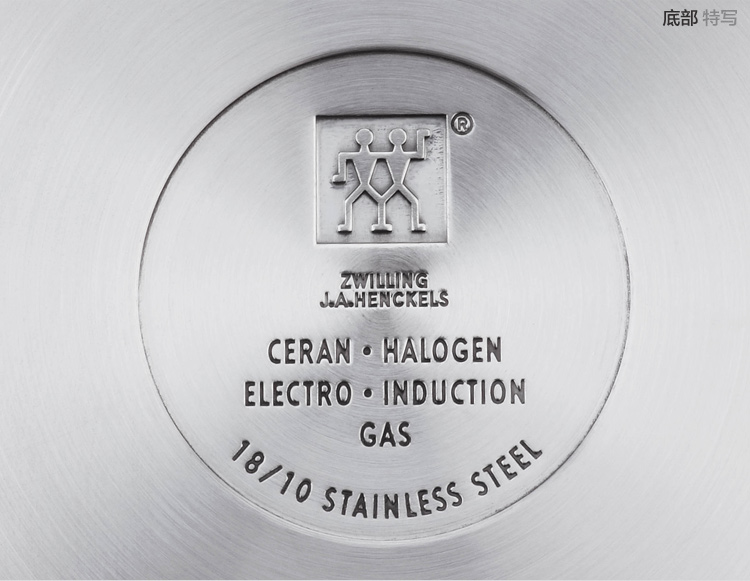 底部 特写
®
ZWILLING
J.A.HENCKELS
CERAN • HALOGEN
ELECTRO • INDUCTION
GAS
18/10 STAINLESS STEEL